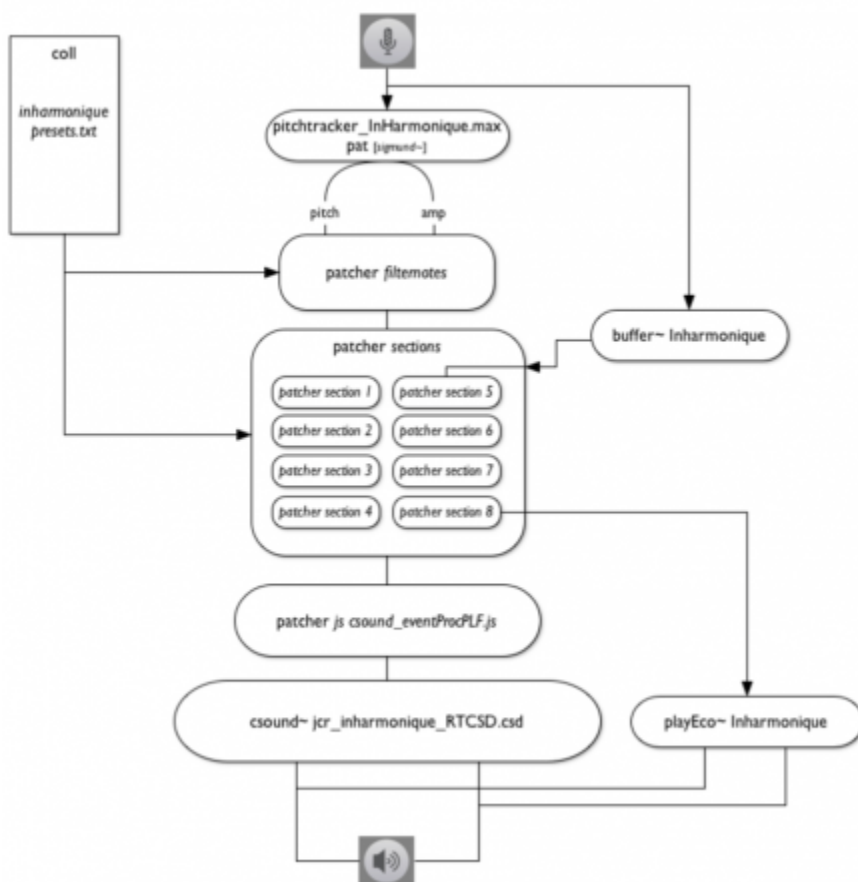 coll
inharmonique
presets.txt
pitchtracker_InHarmonique.max
pat [sigmund~]
pitch
amp
patcher filternotes
patcher sections
buffer~ Inharmonique
patcher section 1
patcher section 5
patcher section 2
patcher section 6
patcher section 3
patcher section 7
patcher section 4
patcher section 8
patcher js csound_eventProcPLF.js
csound~ jcr_inharmonique_RTCSD.csd
playEco~ Inharmonique